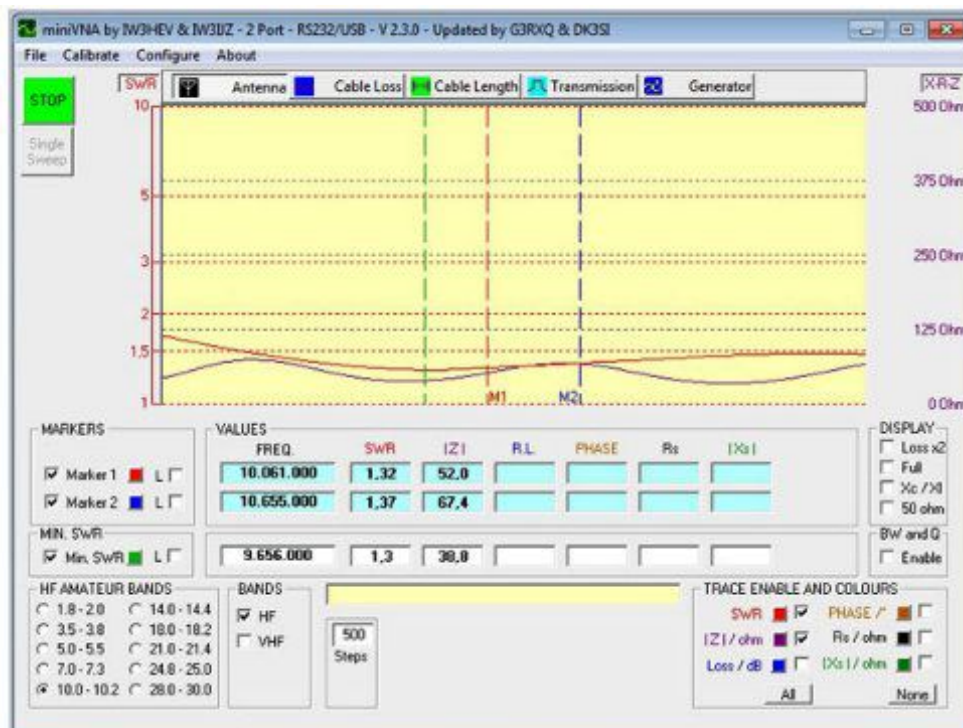 miniVNA by IW3HEV & IW3IJZ - 2 Port - RS232/USB - V 2.3.0 - Updated by G3RXQ & DK3SI
File Calibrate Configure About
STOP
Single Sweep
SWR Antenna Cable Loss Cable Length Transmission Generator |X-R-Z
10 500 Ohm
375 Ohm
5
3 250 Ohm
2
125 Ohm
1.5
M1 M2
1 0 Ohm
MARKERS VALUES DISPLAY
FREQ. SWR |Z| R.L. PHASE Rs |Xs| Loss x2
Marker 1 L 10.061.000 1,32 52,0 Full
Marker 2 L 10.655.000 1,37 67,4 Xc / Xl
50 ohm
MIN. SWR BW and Q
Min. SWR L 9.656.000 1,3 38,8 Enable
HF AMATEUR BANDS BANDS TRACE ENABLE AND COLOURS
1.8 - 2.0 14.0 - 14.4 HF SWR PHASE /°
3.5 - 3.8 18.0 - 18.2 VHF 500 Steps |Z| / ohm Rs / ohm
5.0 - 5.5 21.0 - 21.4 Loss / dB |Xs| / ohm
7.0 - 7.3 24.8 - 25.0
10.0 - 10.2 28.0 - 30.0 All None